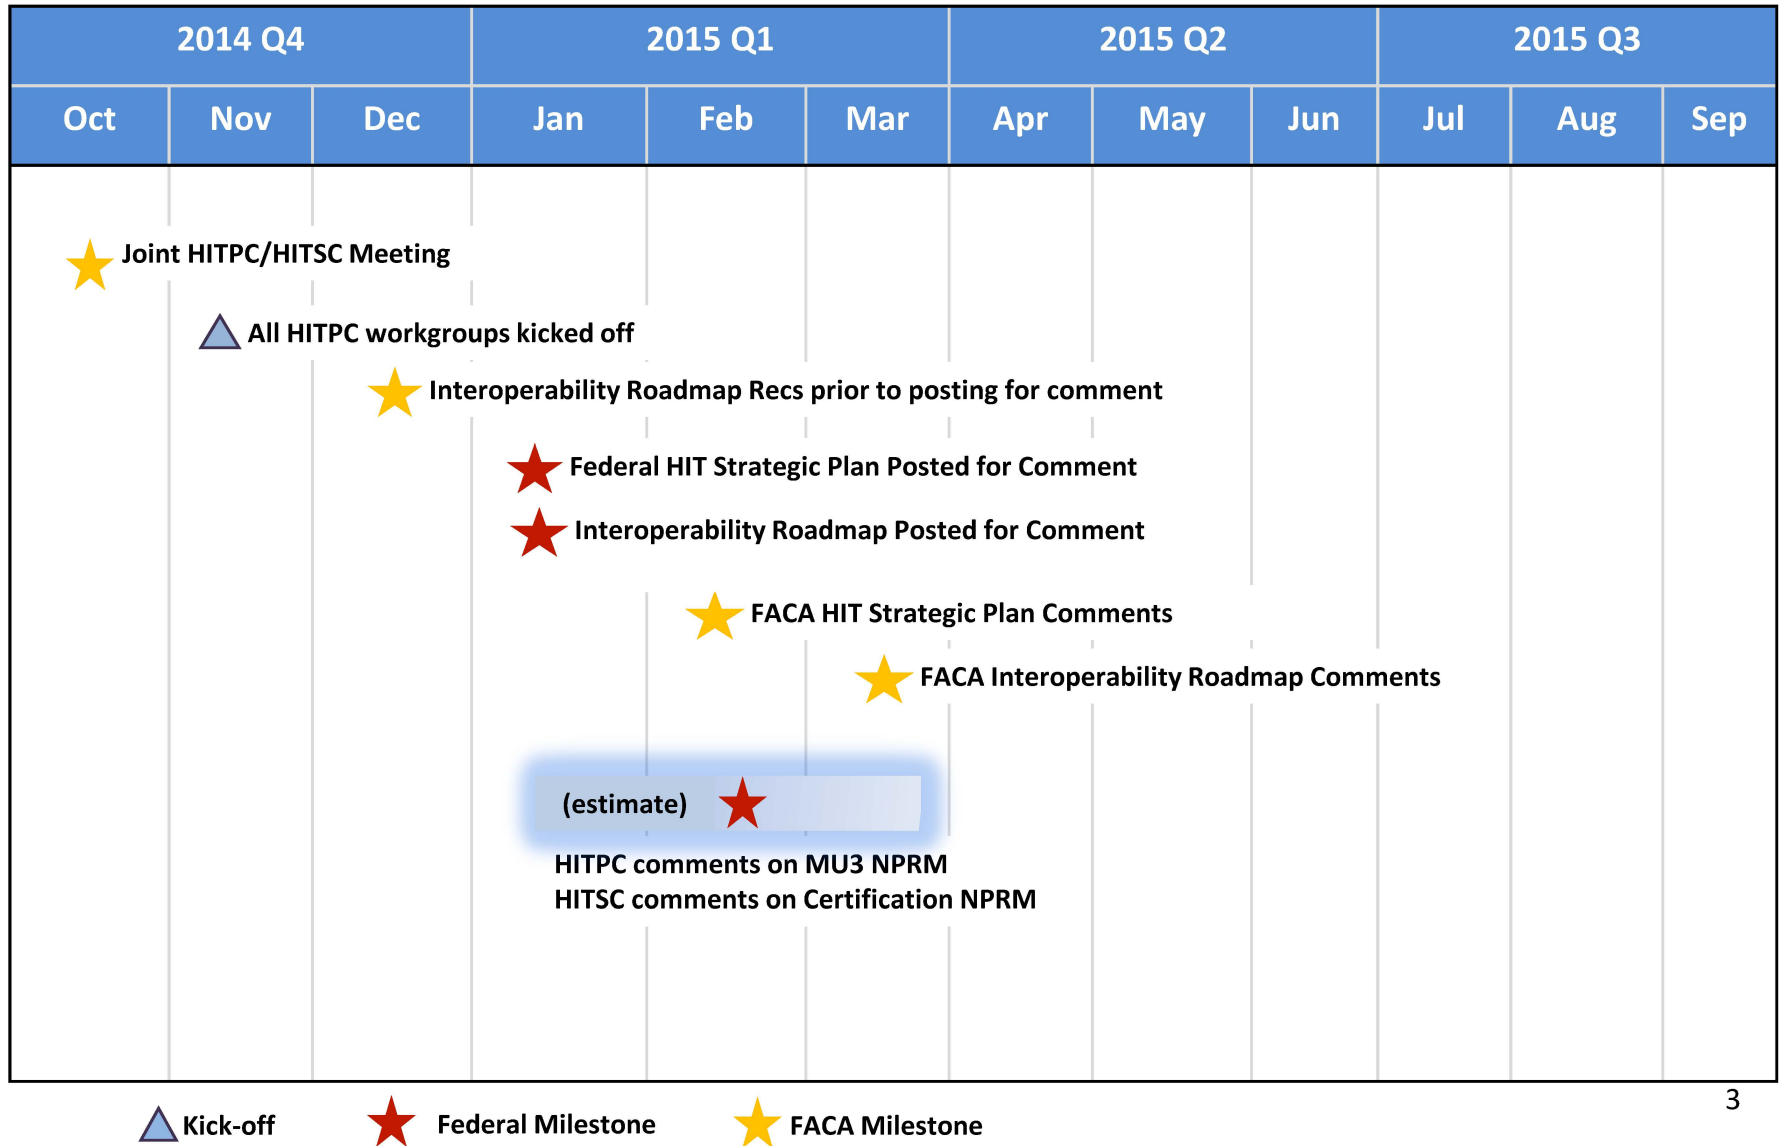 2014 Q4 2015 Q1 2015 Q2 2015 Q3
Oct Nov Dec Jan Feb Mar Apr May Jun Jul Aug Sep
Joint HITPC/HITSC Meeting
All HITPC workgroups kicked off
Interoperability Roadmap Recs prior to posting for comment
Federal HIT Strategic Plan Posted for Comment
Interoperability Roadmap Posted for Comment
FACA HIT Strategic Plan Comments
FACA Interoperability Roadmap Comments
(estimate)
HITPC comments on MU3 NPRM
HITSC comments on Certification NPRM
3
Kick-off Federal Milestone FACA Milestone